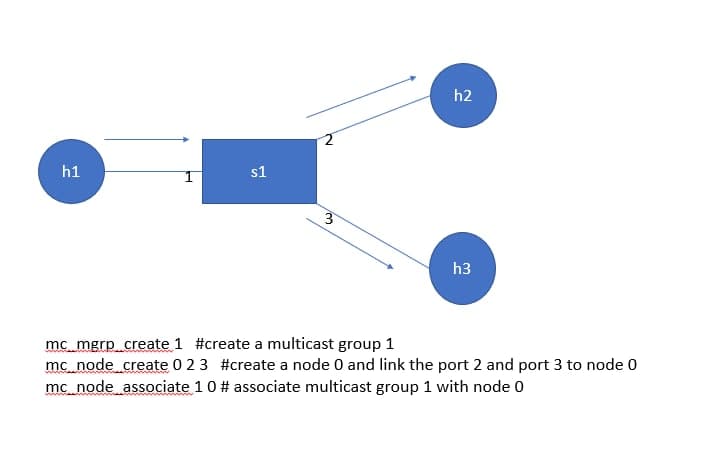 h2
2
h1
1
s1
3
h3
mc_mgrp_create 1 #create a multicast group 1
mc_node_create 0 2 3 #create a node 0 and link the port 2 and port 3 to node 0
mc_node_associate 1 0 # associate multicast group 1 with node 0